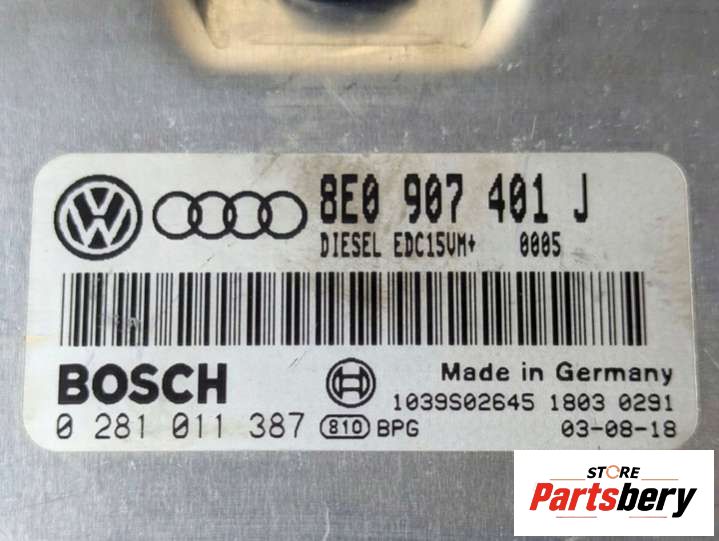 8E0 907 401 J
DIESEL EDC15VM+ 0005
BOSCH
Made in Germany
0 281 011 387 810 BPG
1039S02645 1803 0291
03-08-18
STORE
Partsbery